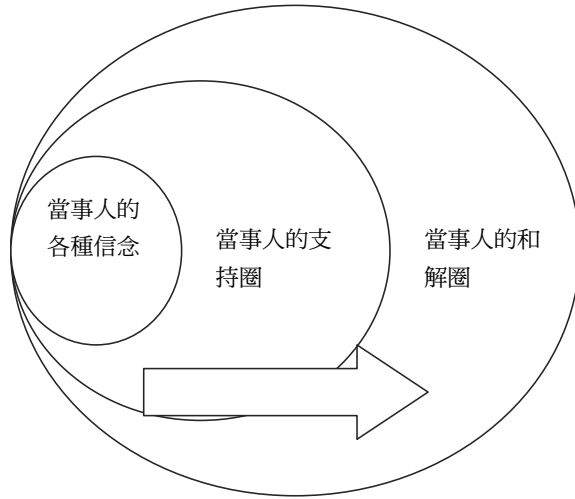 當事人的
各種信念
當事人的支
持圈
當事人的和
解圈